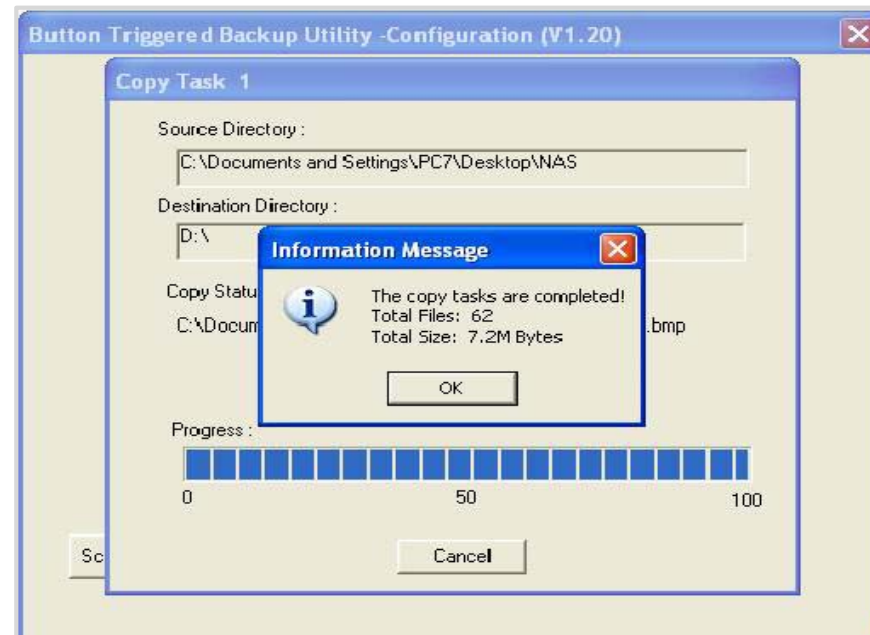 Button Triggered Backup Utility -Configuration (V1.20)
Copy Task 1
Source Directory :
C:\Documents and Settings\PC7\Desktop\NAS
Destination Directory :
D:\
Information Message
Copy Statu
The copy tasks are completed!
C:\Docum
Total Files: 62
.bmp
Total Size: 7.2M Bytes
OK
Progress :
0 50 100
Sc
Cancel